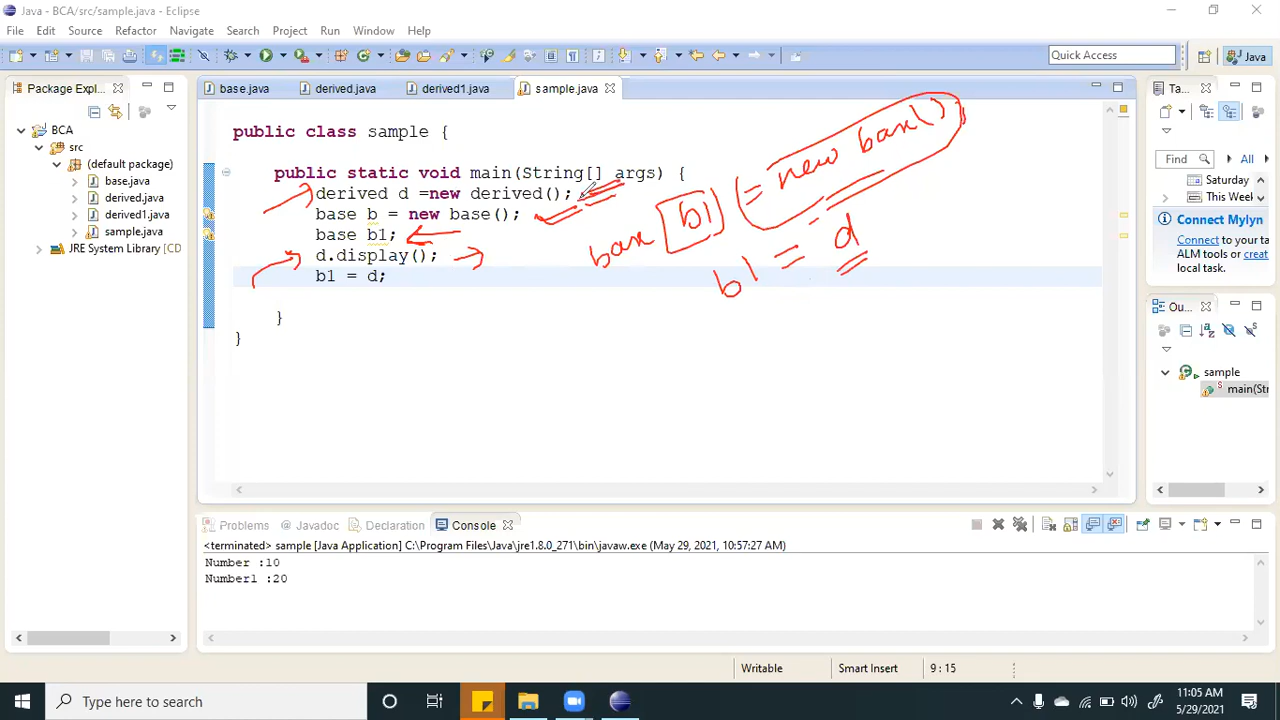 Java - BCA/src/sample.java - Eclipse
File Edit Source Refactor Navigate Search Project Run Window Help
Quick Access
Java
Package Expl...
base.java
derived.java
derived1.java
sample.java
Ta...
BCA
src
(default package)
base.java
derived.java
derived1.java
sample.java
JRE System Library [CD]
public class sample {
public static void main(String[] args) {
derived d =new derived();
base b = new base();
base b1;
d.display();
b1 = d;
}
}
base b1 = new base()
b1 = d
Find
All
Saturday
This Week
Connect Mylyn
Connect to your ta
ALM tools or creat
local task.
Ou...
sample
main(Str
Problems Javadoc Declaration Console
<terminated> sample [Java Application] C:\Program Files\Java\jre1.8.0_271\bin\javaw.exe (May 29, 2021, 10:57:27 AM)
Number :10
Number1 :20
Writable Smart Insert 9 : 15
Type here to search
11:05 AM
5/29/2021